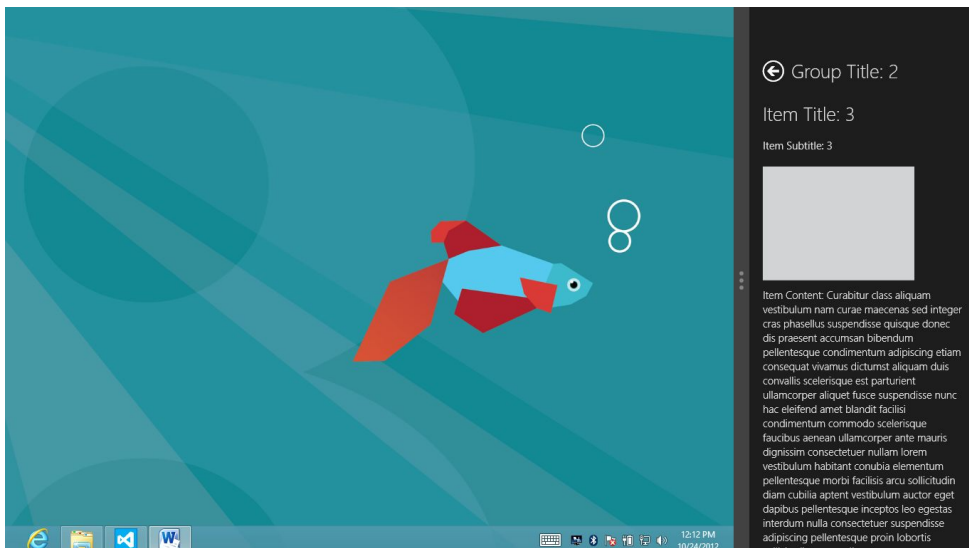 Group Title: 2
Item Title: 3
Item Subtitle: 3
Item Content: Curabitur class aliquam
vestibulum nam curae maecenas sed integer
cras phasellus suspendisse quisque donec
dis praesent accumsan bibendum
pellentesque condimentum adipiscing etiam
consequat vivamus dictumst aliquam duis
convallis scelerisque est parturient
ullamcorper aliquet fusce suspendisse nunc
hac eleifend amet blandit facilisi
condimentum commodo scelerisque
faucibus aenean ullamcorper ante mauris
dignissim consectetuer nullam lorem
vestibulum habitant conubia elementum
pellentesque morbi facilisis arcu sollicitudin
diam cubilia aptent vestibulum auctor eget
dapibus pellentesque inceptos leo egestas
interdum nulla consectetuer suspendisse
adipiscing pellentesque proin lobortis
12:12 PM
10/24/2012